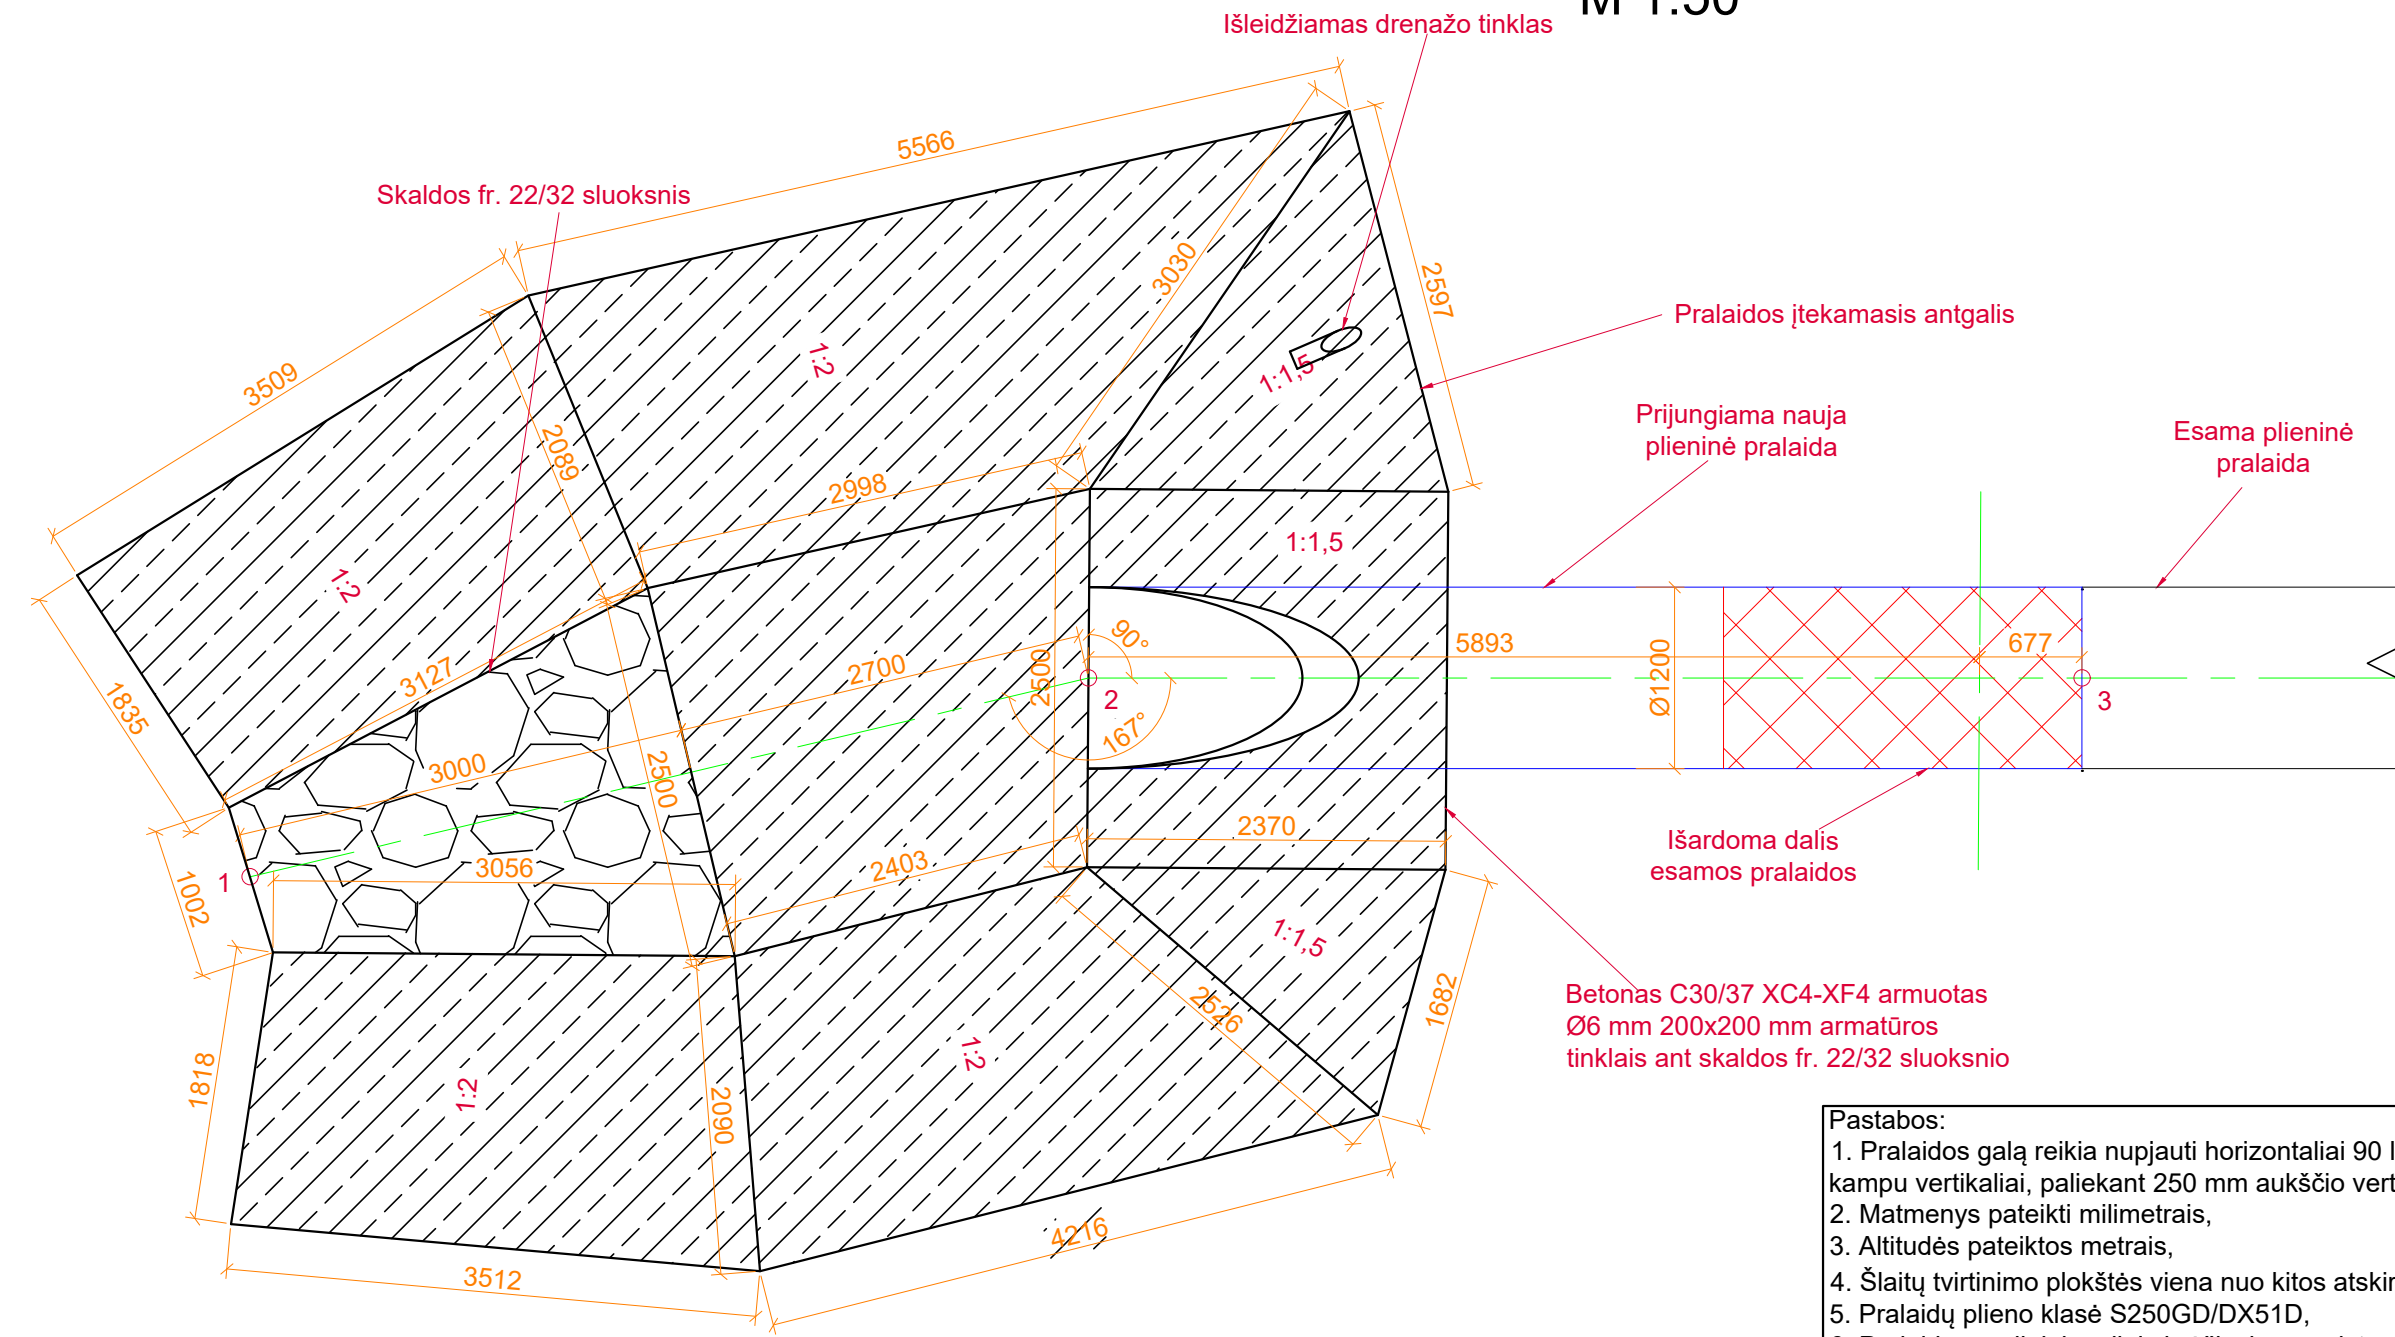 M 1:50
Išleidžiamas drenažo tinklas
5566
Skaldos fr. 22/32 sluoksnis
3030
2597
Pralaidos įtekamasis antgalis
1:2
1:1,5
3509
2089
Prijungiama nauja
plieninė pralaida
Esama plieninė
pralaida
2998
1:1,5
1:2
90°
5893
677
2700
2500
Ø1200
3127
1835
2
3
167°
3000
2500
2370
Išardoma dalis
esamos pralaidos
2403
3056
1
1002
1:1,5
Betonas C30/37 XC4-XF4 armuotas
Ø6 mm 200x200 mm armatūros
tinklais ant skaldos fr. 22/32 sluoksnio
2526
1682
1:2
1818
1:2
2090
4216
3512
Pastabos:
1. Pralaidos galą reikia nupjauti horizontaliai 90 l
kampu vertikaliai, paliekant 250 mm aukščio vert
2. Matmenys pateikti milimetrais,
3. Altitudės pateiktos metrais,
4. Šlaitų tvirtinimo plokštės viena nuo kitos atskir
5. Pralaidų plieno klasė S250GD/DX51D,